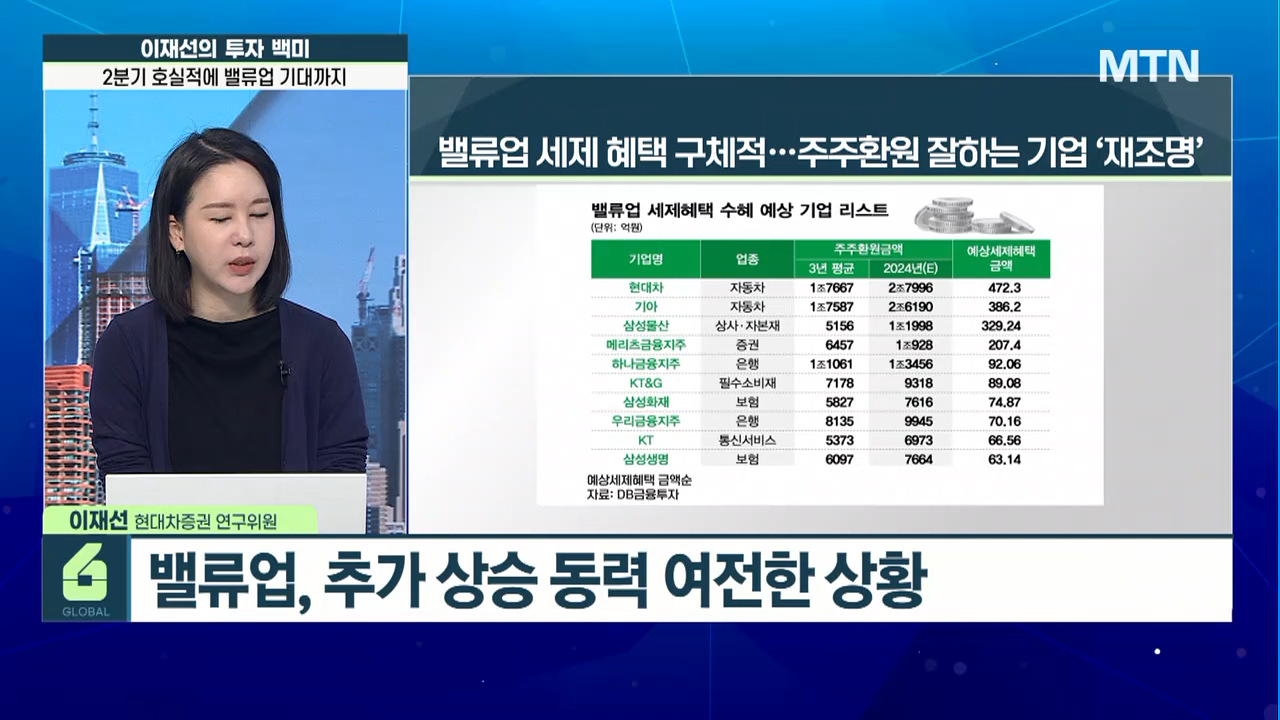 이재선의 투자 백미
2분기 호실적에 밸류업 기대까지
MTN
밸류업 세제 혜택 구체적…주주환원 잘하는 기업 ‘재조명’
밸류업 세제혜택 수혜 예상 기업 리스트
(단위: 억원)
기업명 업종 주주환원금액 예상세제혜택 금액
3년 평균 2024년(E)
현대차 자동차 1조7667 2조7996 472.3
기아 자동차 1조7587 2조6190 386.2
삼성물산 상사·자본재 5156 1조1998 329.24
메리츠금융지주 증권 6457 1조928 207.4
하나금융지주 은행 1조1061 1조3456 92.06
KT&G 필수소비재 7178 9318 89.08
삼성화재 보험 5827 7616 74.87
우리금융지주 은행 8135 9945 70.16
KT 통신서비스 5373 6973 66.56
삼성생명 보험 6097 7664 63.14
예상세제혜택 금액순
자료: DB금융투자
이재선 현대차증권 연구위원
6 GLOBAL
밸류업, 추가 상승 동력 여전한 상황